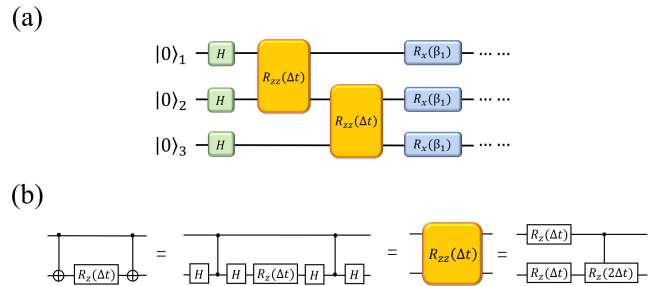 (a)
|0⟩₁ H R_zz(Δt) R_x(β₁) ··· ···
|0⟩₂ H R_zz(Δt) R_x(β₁) ··· ···
|0⟩₃ H R_x(β₁) ··· ···
(b)
R_z(Δt) = H H R_z(Δt) H H = R_zz(Δt) = R_z(Δt) R_z(Δt) R_z(2Δt)